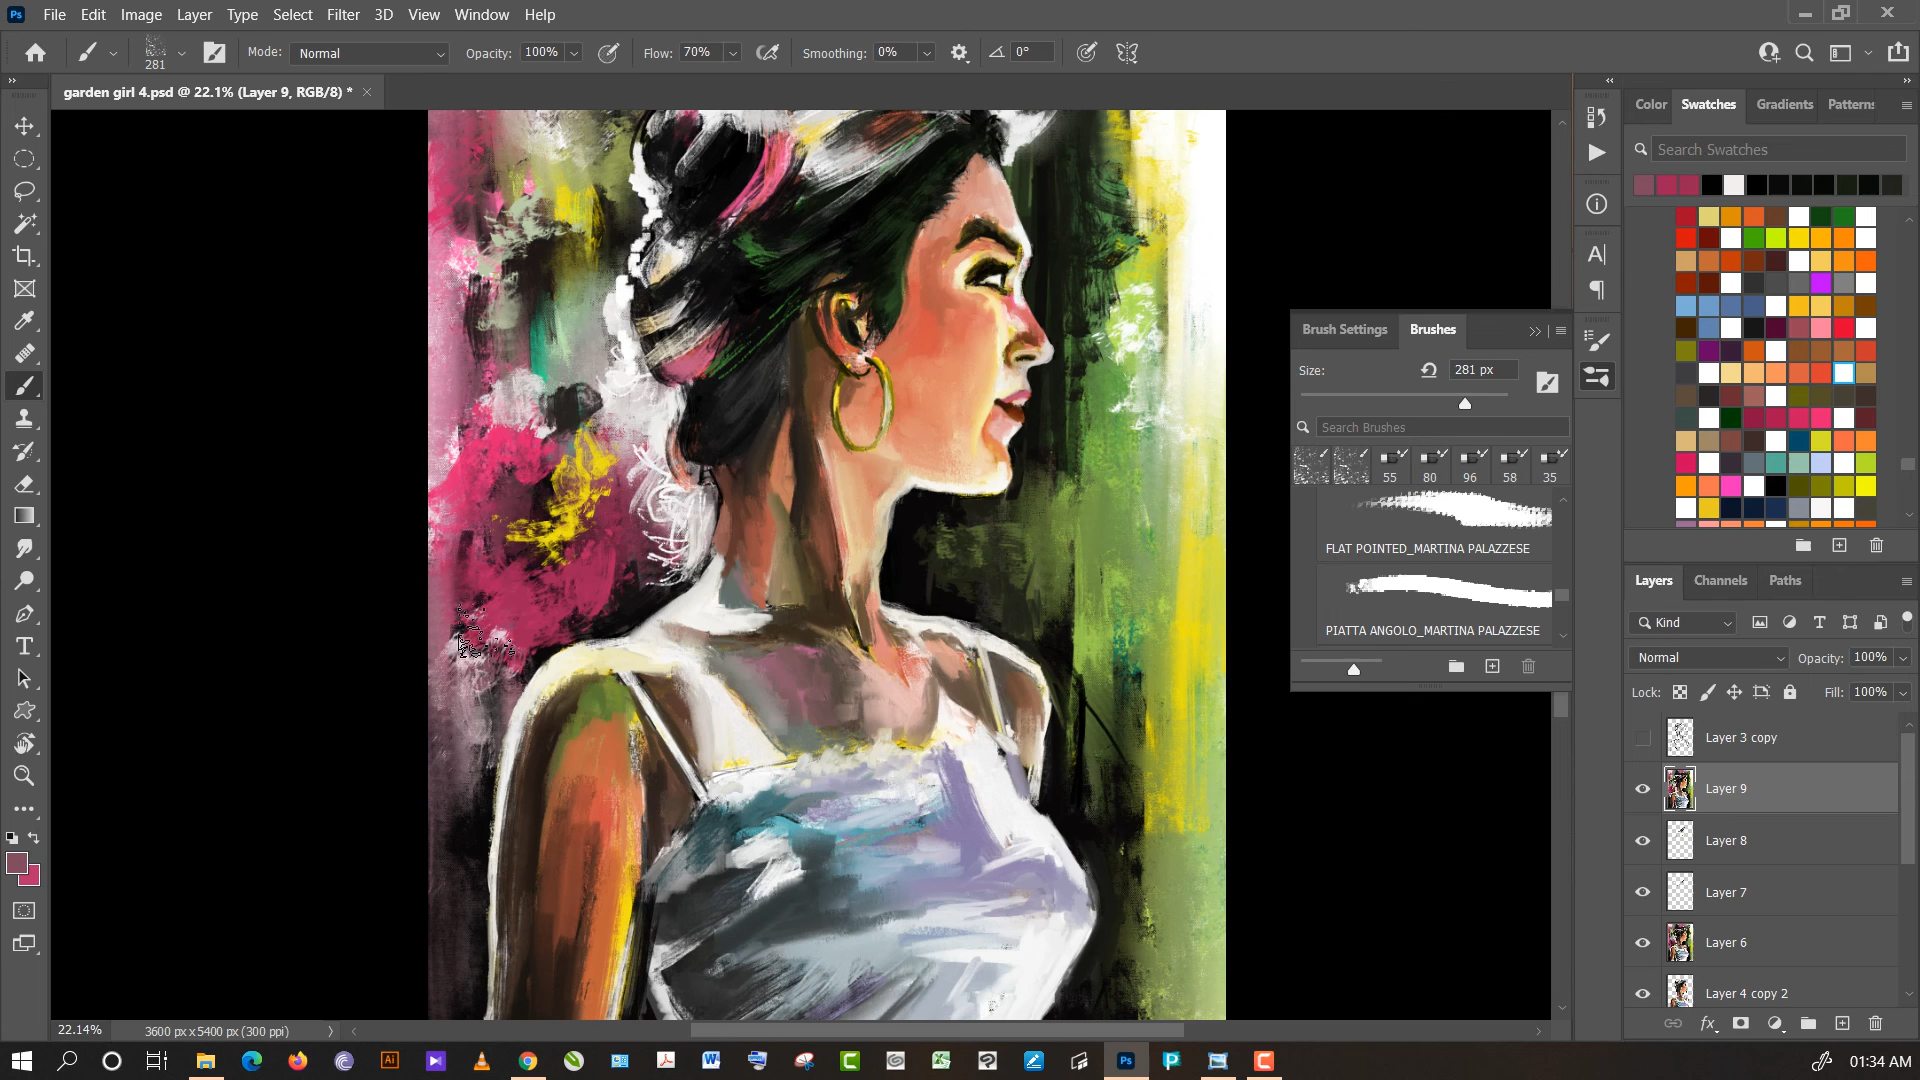 Ps File Edit Image Layer Type Select Filter 3D View Window Help
281 Mode: Normal Opacity: 100% Flow: 70% Smoothing: 0% 0°
garden girl 4.psd @ 22.1% (Layer 9, RGB/8) *
Color Swatches Gradients Patterns
Search Swatches
Brush Settings Brushes
Size: 281 px
Search Brushes
55 80 96 58 35
FLAT POINTED_MARTINA PALAZZESE
PIATTA ANGOLO_MARTINA PALAZZESE
Layers Channels Paths
Kind
Normal Opacity: 100%
Lock: Fill: 100%
Layer 3 copy
Layer 9
Layer 8
Layer 7
Layer 6
Layer 4 copy 2
22.14% 3600 px x 5400 px (300 ppi)
01:34 AM